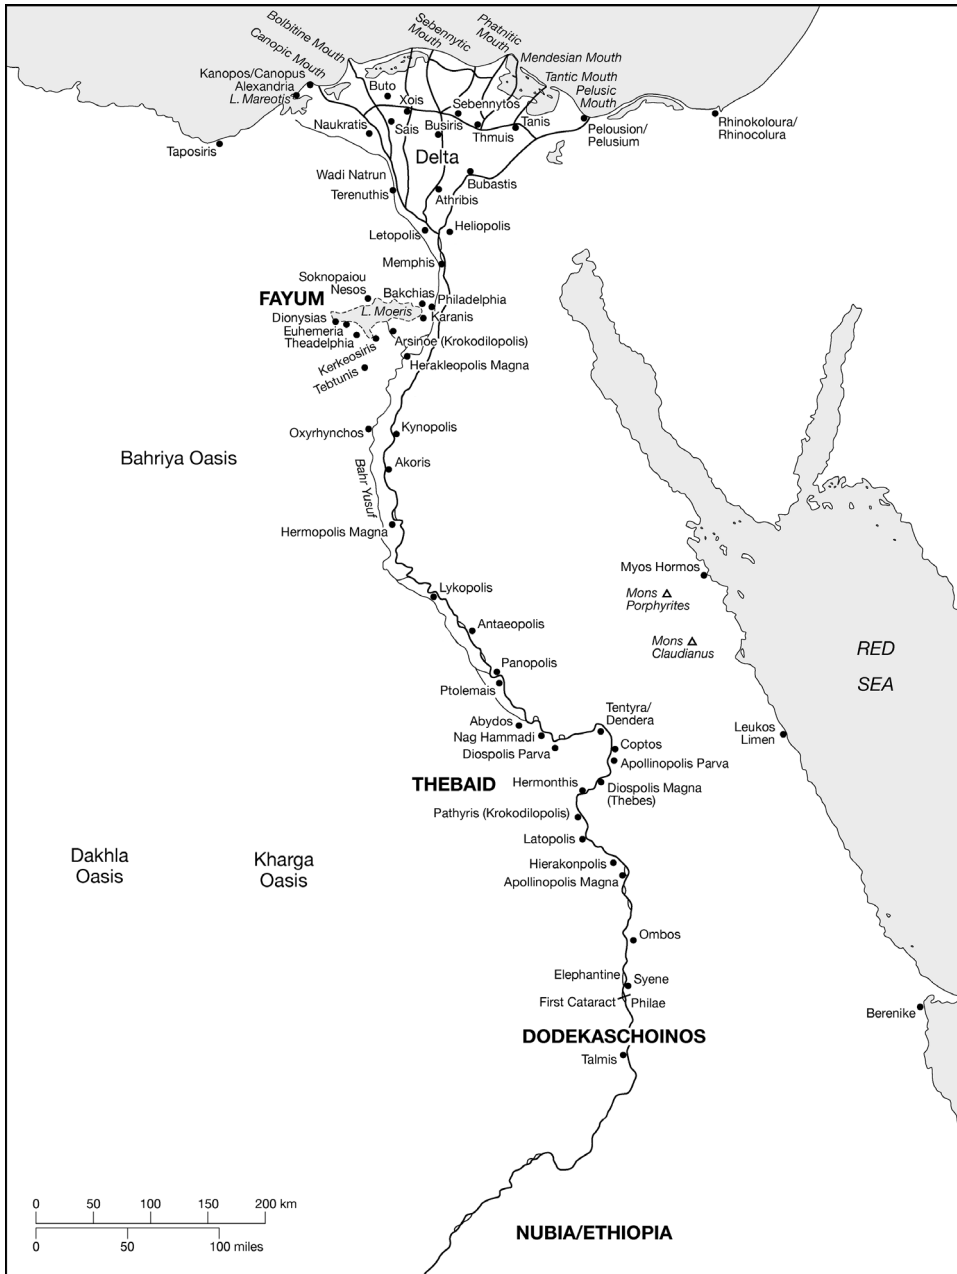 Bolbitine Mouth
Canopic Mouth
Sebennytic
Mouth
Phatnitic
Mouth
Mendesian Mouth
Tantic Mouth
Pelusic
Mouth
Kanopos/Canopus
Alexandria
L. Mareotis
Buto
Xois
Sebennytos
Tanis
Naukratis
Sais
Busiris
Thmuis
Pelousion/
Pelusium
Rhinokoloura/
Rhinocolura
Taposiris
Delta
Wadi Natrun
Terenuthis
Bubastis
Athribis
Letopolis
Heliopolis
Memphis
Soknopaiou
Nesos
FAYUM
Bakchias
Philadelphia
L. Moeris
Karanis
Dionysias
Euhemeria
Theadelphia
Arsinoe (Krokodilopolis)
Kerkeosiris
Tebtunis
Herakleopolis Magna
Oxyrhynchos
Kynopolis
Bahriya Oasis
Akoris
Bahr Yusuf
Hermopolis Magna
Myos Hormos
Lykopolis
Mons
Porphyrites
Antaeopolis
Mons
Claudianus
RED
SEA
Panopolis
Ptolemais
Tentyra/
Dendera
Abydos
Nag Hammadi
Diospolis Parva
Leukos
Limen
Coptos
Apollinopolis Parva
THEBAID
Hermonthis
Diospolis Magna
(Thebes)
Pathyris (Krokodilopolis)
Latopolis
Dakhla
Oasis
Kharga
Oasis
Hierakonpolis
Apollinopolis Magna
Ombos
Elephantine
Syene
First Cataract
Philae
Berenike
DODEKASCHOINOS
Talmis
0 50 100 150 200 km
0 50 100 miles
NUBIA/ETHIOPIA